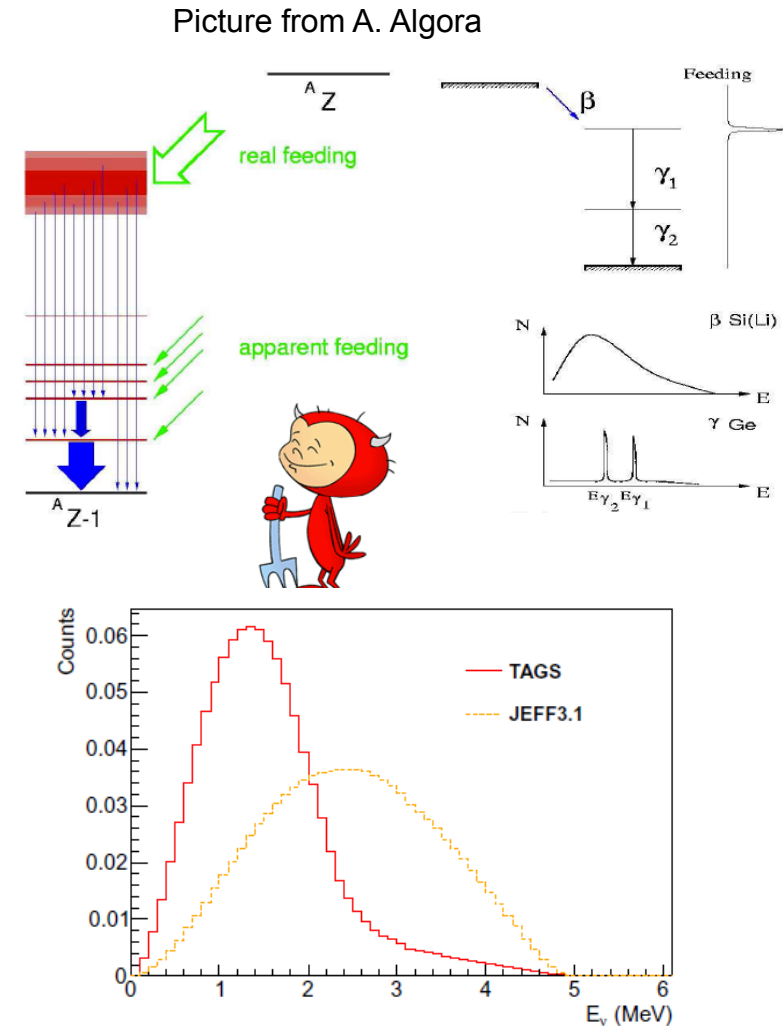 Picture from A. Algora
A Z
real feeding
apparent feeding
A Z-1
β
Feeding
γ1
γ2
N
β Si(Li)
E
N
γ Ge
Eγ2 Eγ1
E
Counts
0.06
0.05
0.04
0.03
0.02
0.01
0
TAGS
JEFF3.1
0 1 2 3 4 5 6
Eν (MeV)